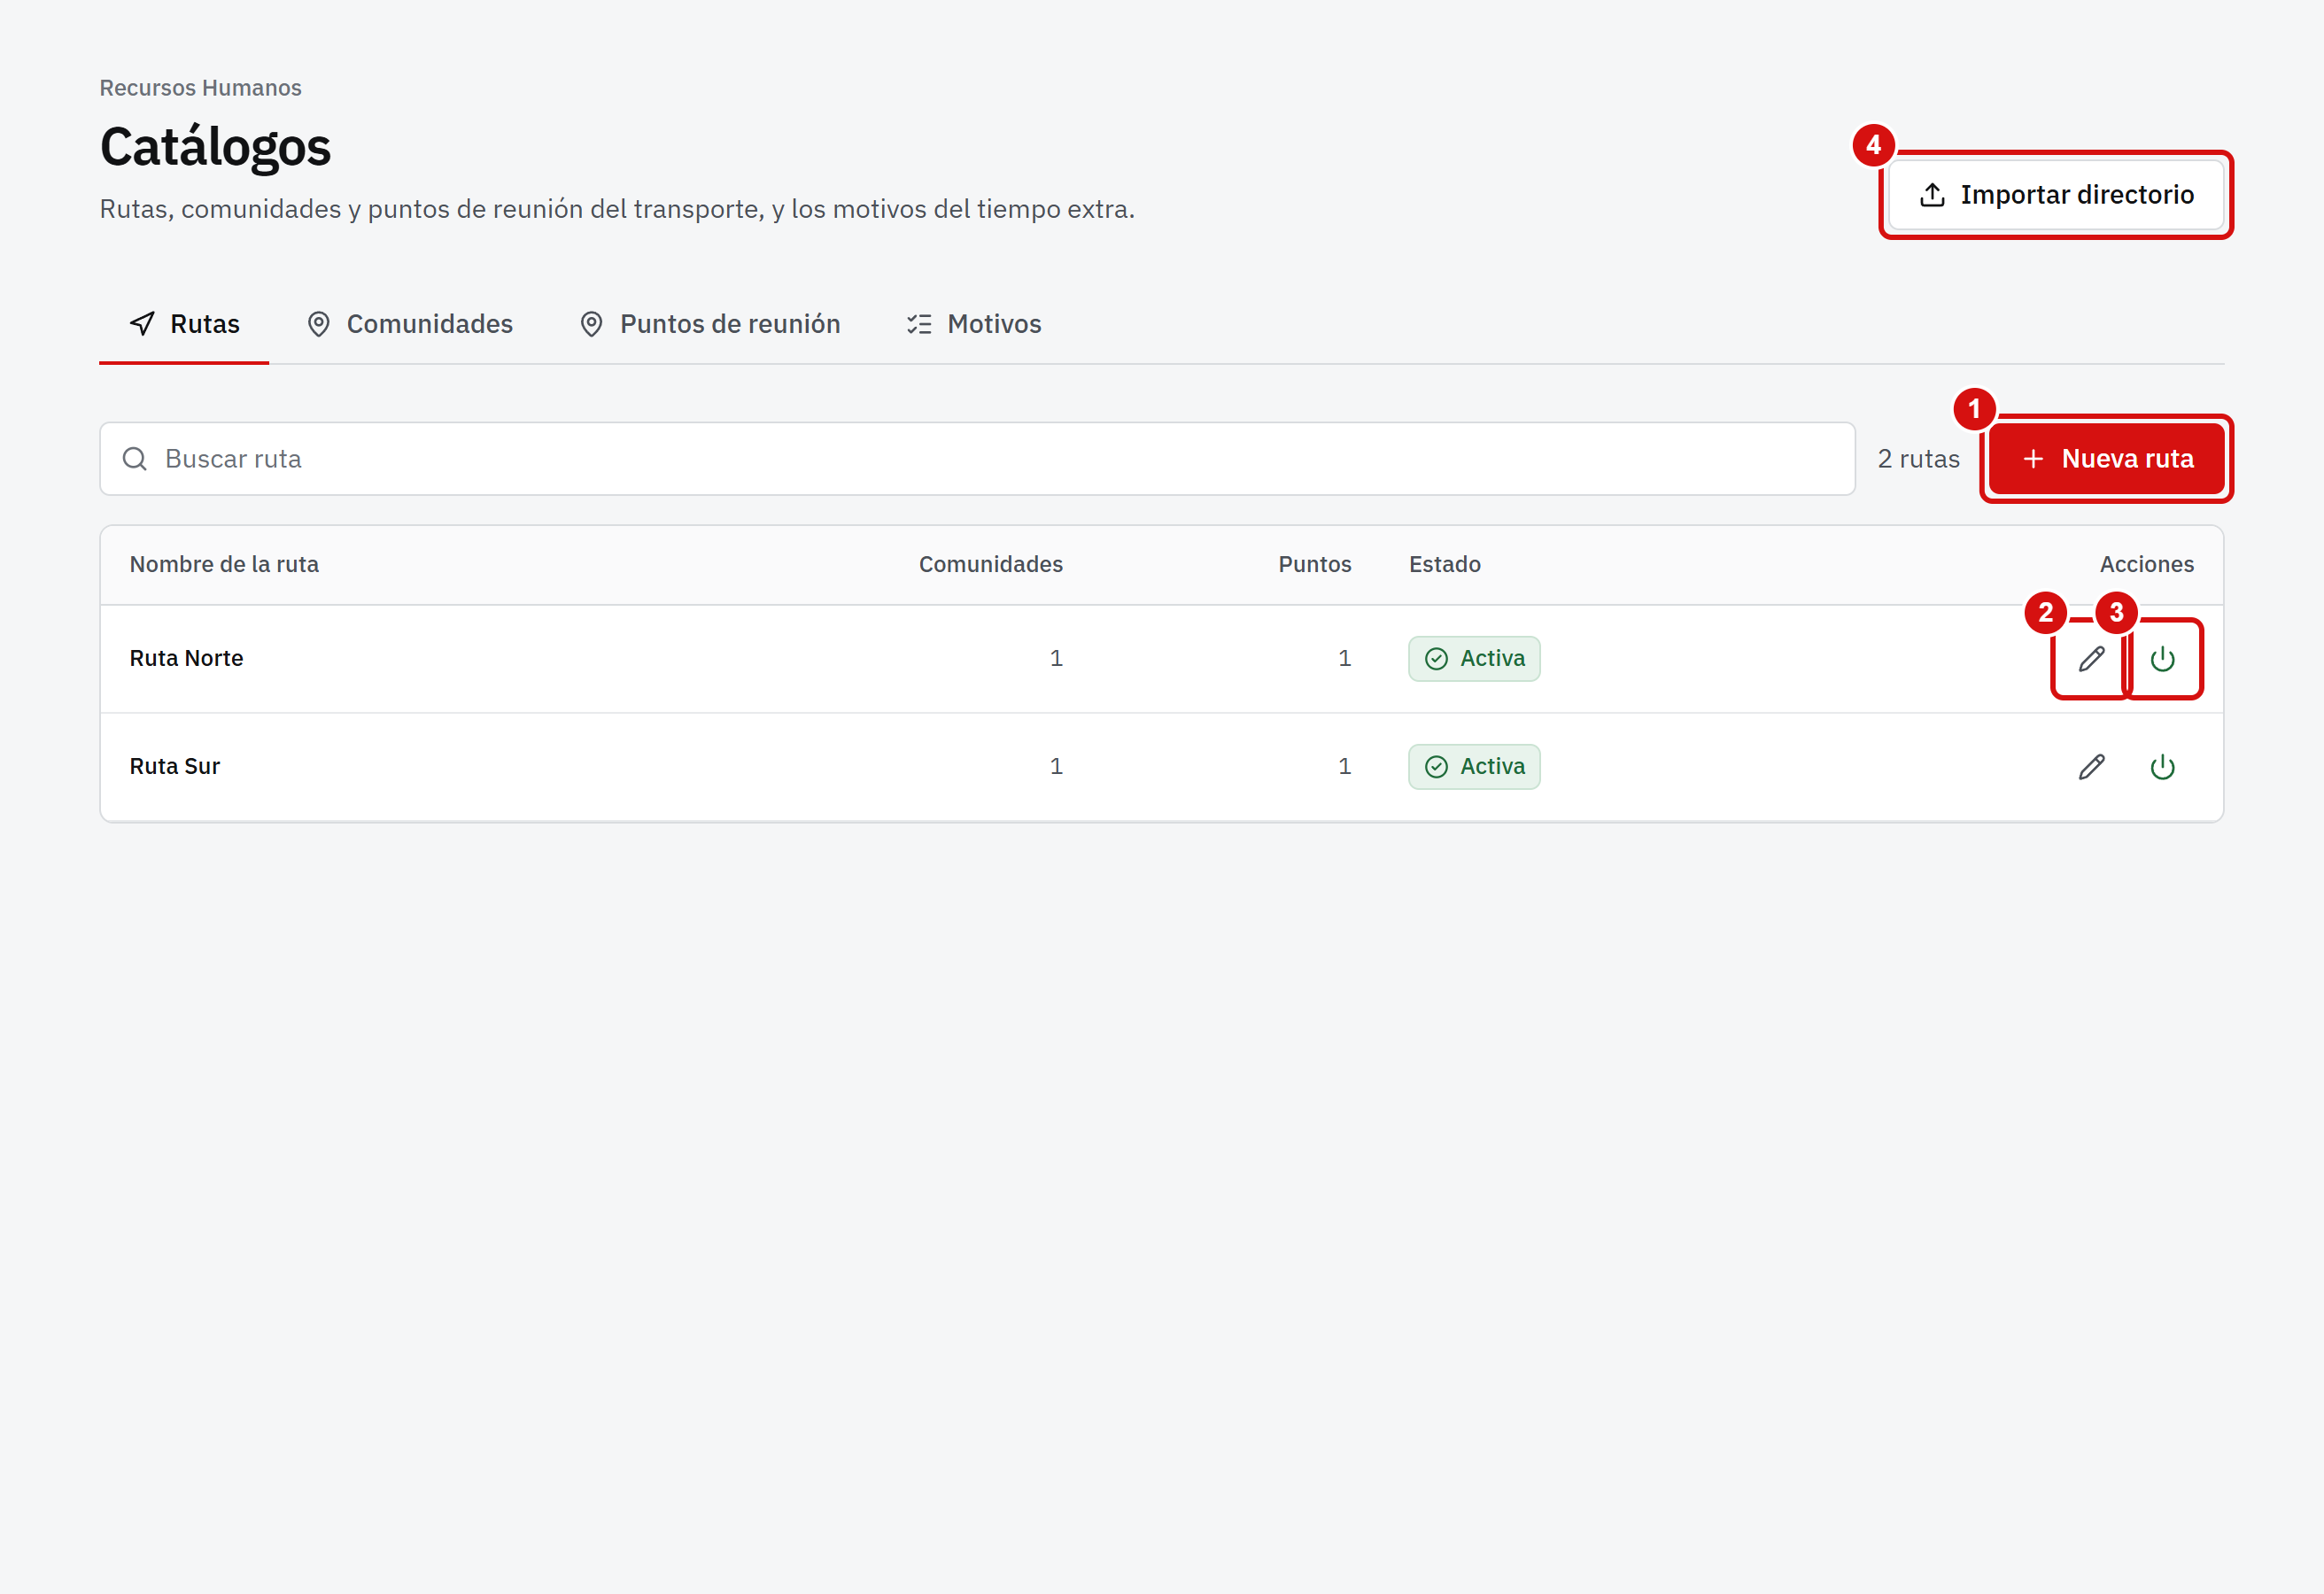 Recursos Humanos
Catálogos
4
Importar directorio
Rutas, comunidades y puntos de reunión del transporte, y los motivos del tiempo extra.
Rutas Comunidades Puntos de reunión Motivos
1
Buscar ruta 2 rutas Nueva ruta
Nombre de la ruta Comunidades Puntos Estado Acciones
2 3
Ruta Norte 1 1 Activa
Ruta Sur 1 1 Activa